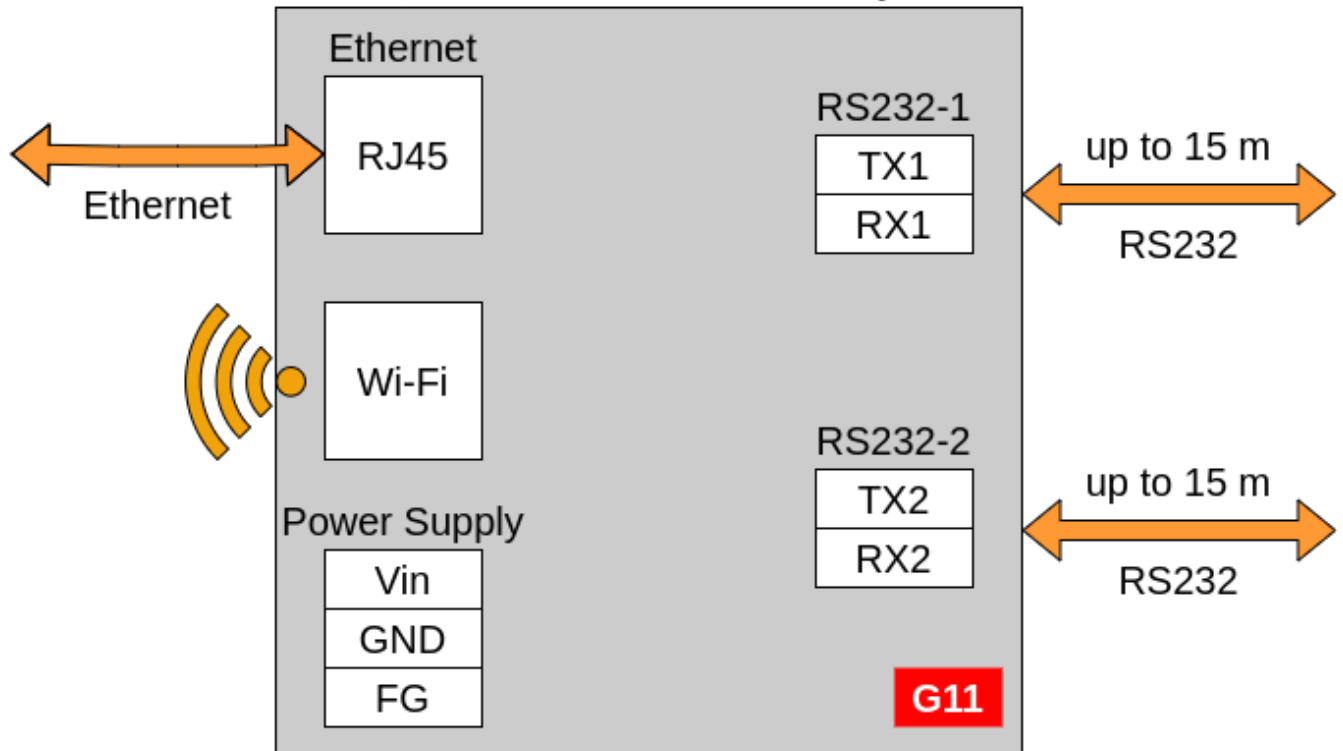 Ethernet
RJ45
Ethernet
Wi-Fi
Power Supply
Vin
GND
FG
RS232-1
TX1
RX1
up to 15 m
RS232
RS232-2
TX2
RX2
up to 15 m
RS232
G11